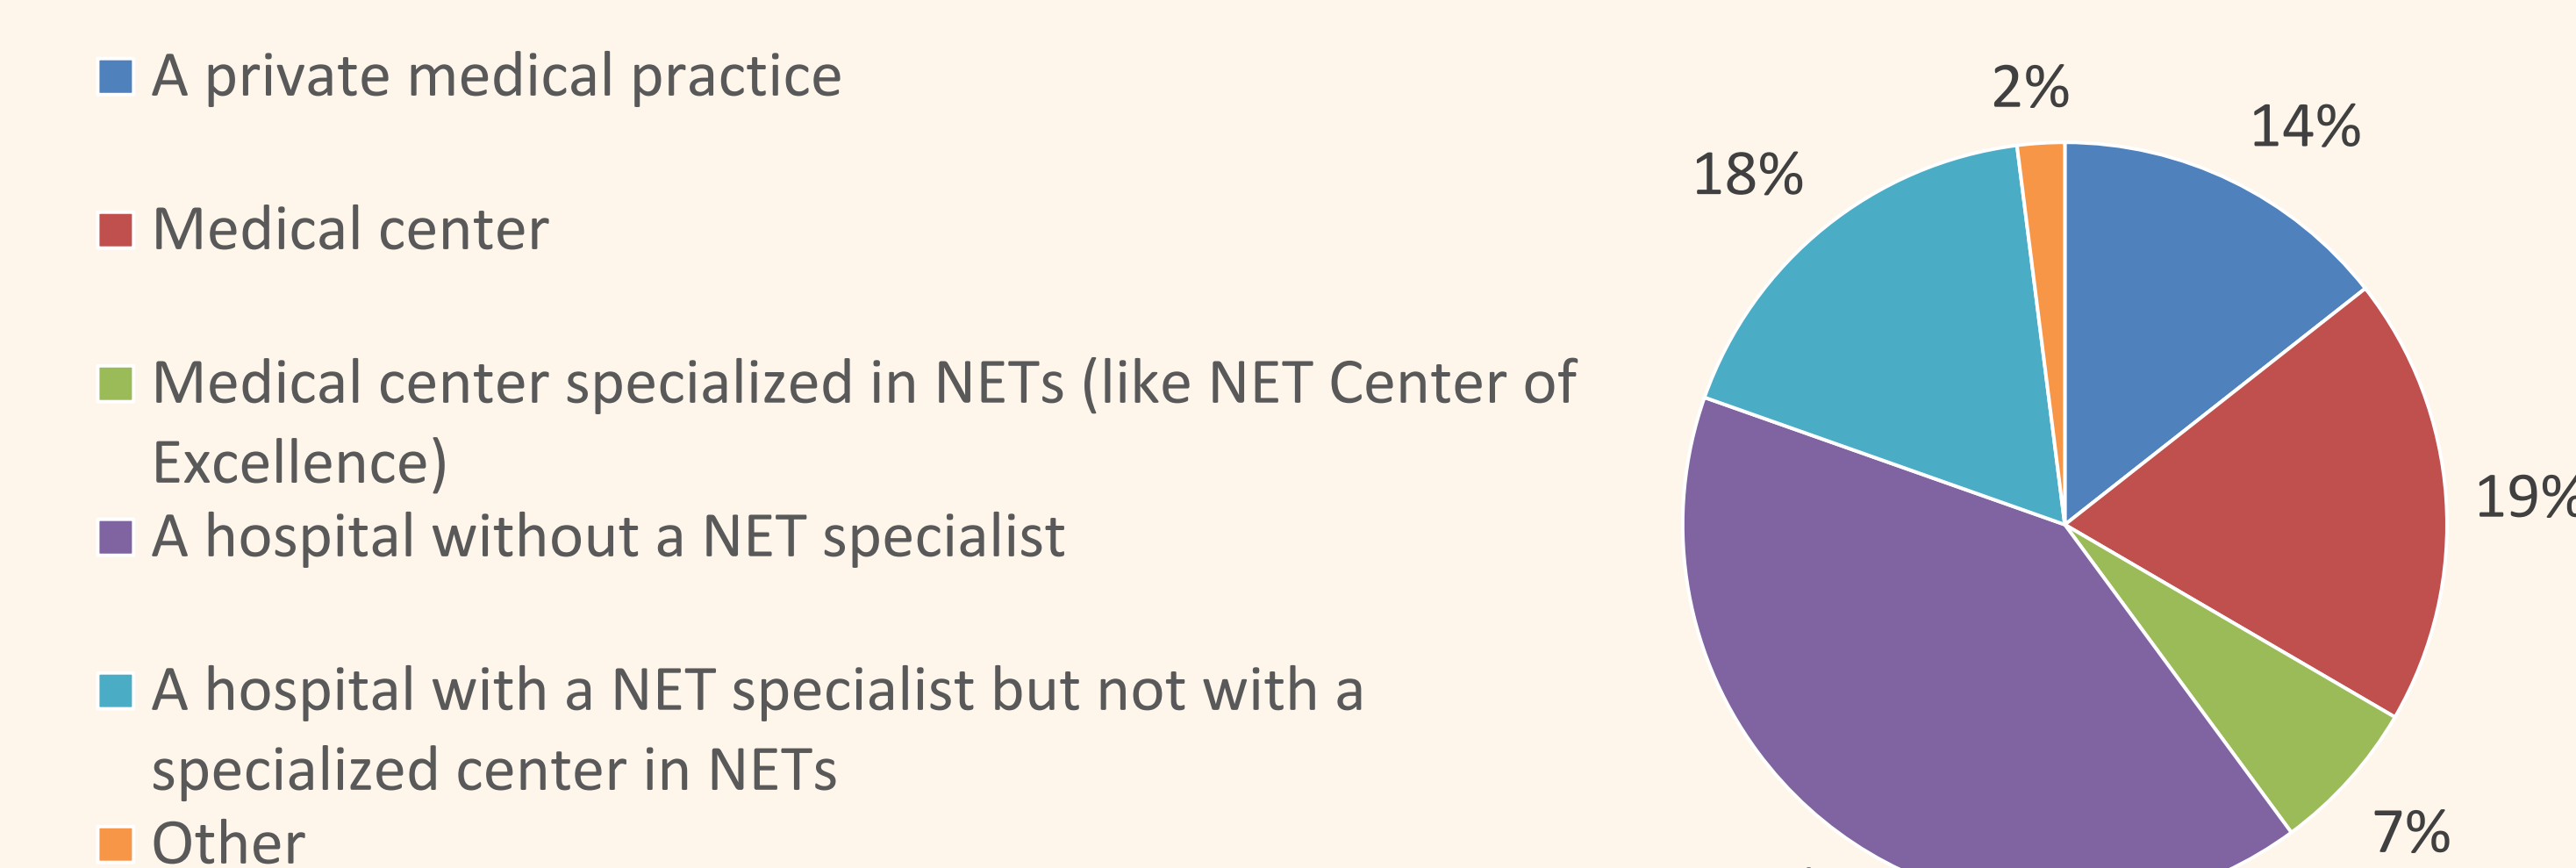 A private medical practice
Medical center
Medical center specialized in NETs (like NET Center of
Excellence)
A hospital without a NET specialist
A hospital with a NET specialist but not with a
specialized center in NETs
Other
2%
14%
18%
19%
7%